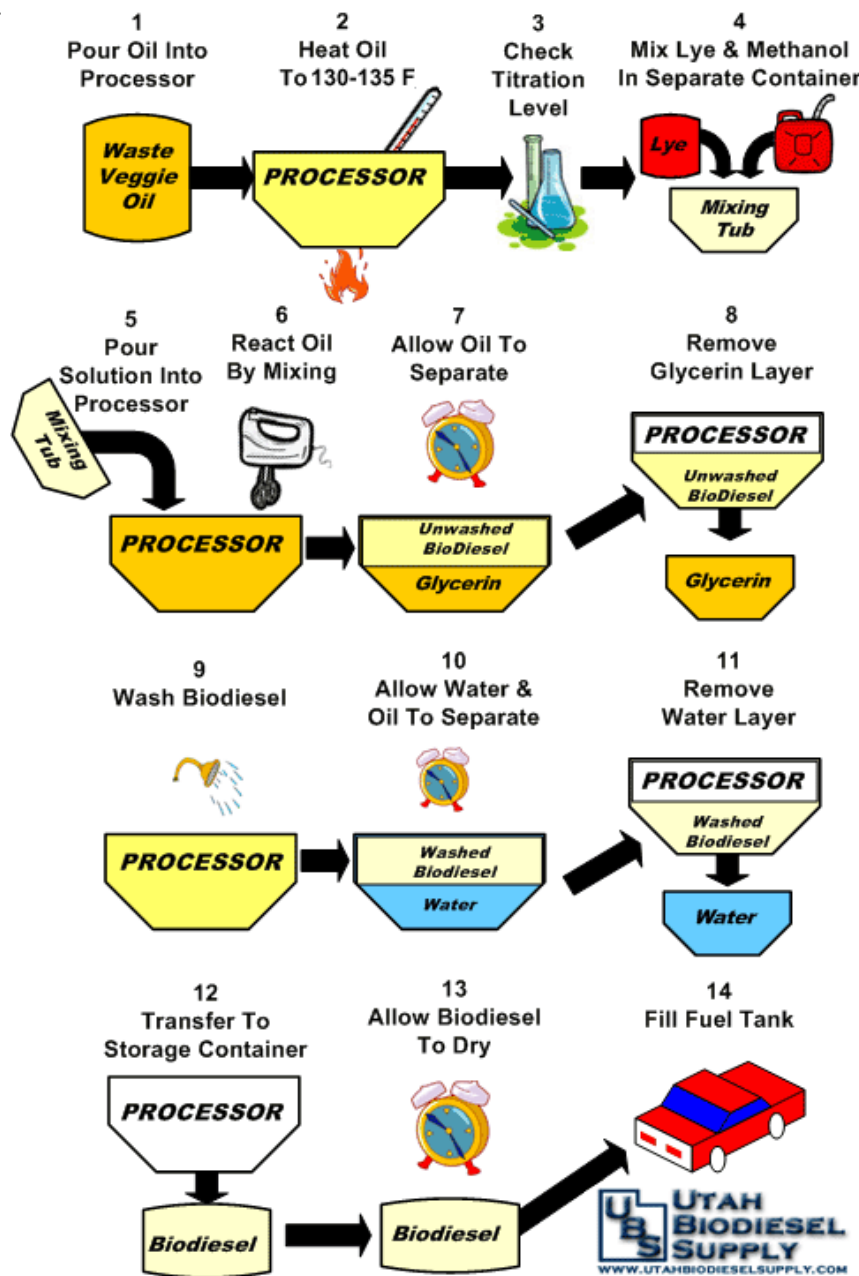 1
Pour Oil Into
Processor
2
Heat Oil
To 130-135 F
3
Check
Titration
Level
4
Mix Lye & Methanol
In Separate Container
Waste
Veggie
Oil
PROCESSOR
Lye
Mixing
Tub
5
Pour
Solution Into
Processor
6
React Oil
By Mixing
7
Allow Oil To
Separate
8
Remove
Glycerin Layer
Mixing
Tub
PROCESSOR
Unwashed
BioDiesel
Glycerin
PROCESSOR
Unwashed
BioDiesel
Glycerin
9
Wash Biodiesel
10
Allow Water &
Oil To Separate
11
Remove
Water Layer
PROCESSOR
Washed
Biodiesel
Water
PROCESSOR
Washed
Biodiesel
Water
12
Transfer To
Storage Container
13
Allow Biodiesel
To Dry
14
Fill Fuel Tank
PROCESSOR
Biodiesel
Biodiesel
UBS
UTAH
BIODIESEL
SUPPLY
WWW.UTAHBIODIESELSUPPLY.COM